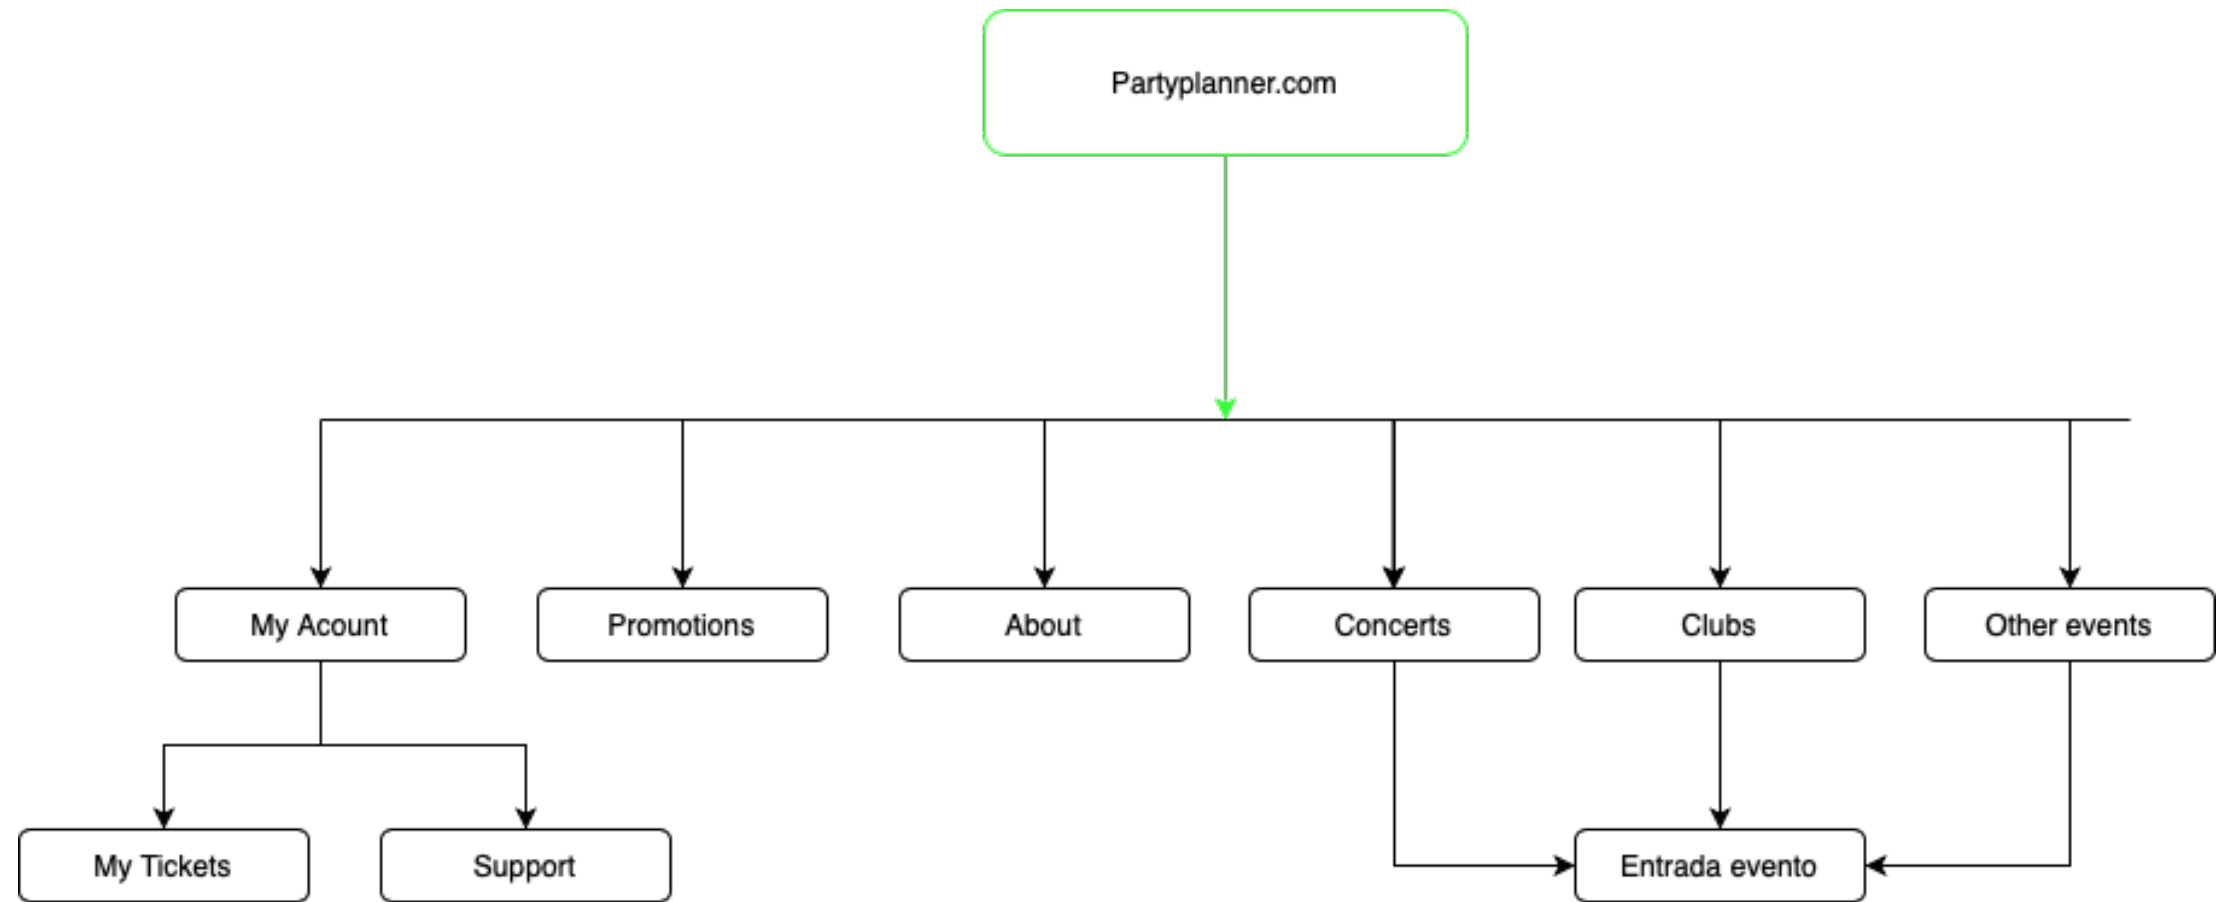 Partyplanner.com
My Acount
Promotions
About
Concerts
Clubs
Other events
My Tickets
Support
Entrada evento